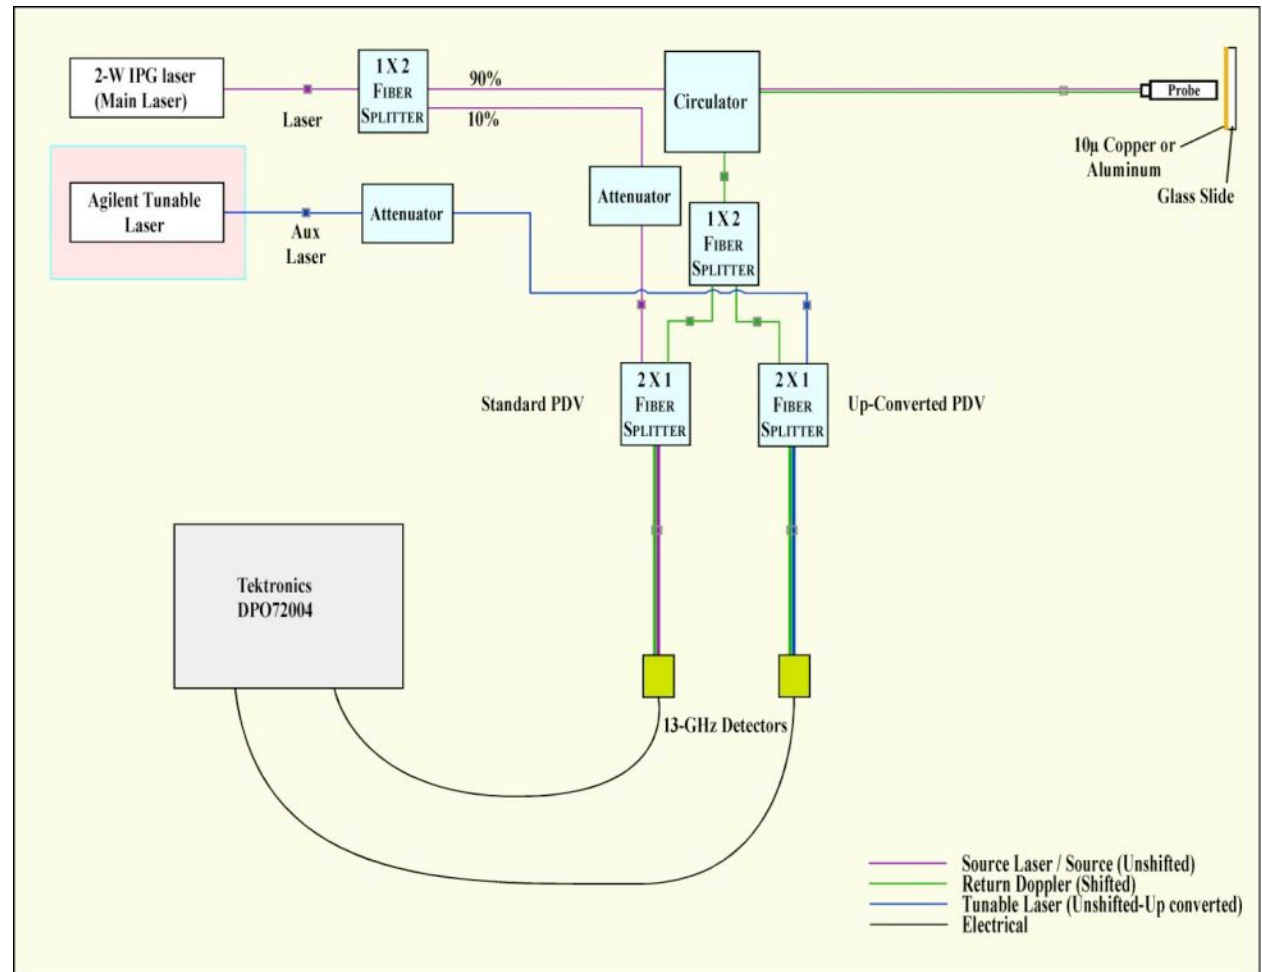 2-W IPG laser
(Main Laser)
Laser
1 X 2
FIBER
SPLITTER
90%
10%
Circulator
Probe
10µ Copper or
Aluminum
Glass Slide
Agilent Tunable
Laser
Aux
Laser
Attenuator
Attenuator
1 X 2
FIBER
SPLITTER
Standard PDV
2 X 1
FIBER
SPLITTER
2 X 1
FIBER
SPLITTER
Up-Converted PDV
Tektronics
DPO72004
13-GHz Detectors
Source Laser / Source (Unshifted)
Return Doppler (Shifted)
Tunable Laser (Unshifted-Up converted)
Electrical